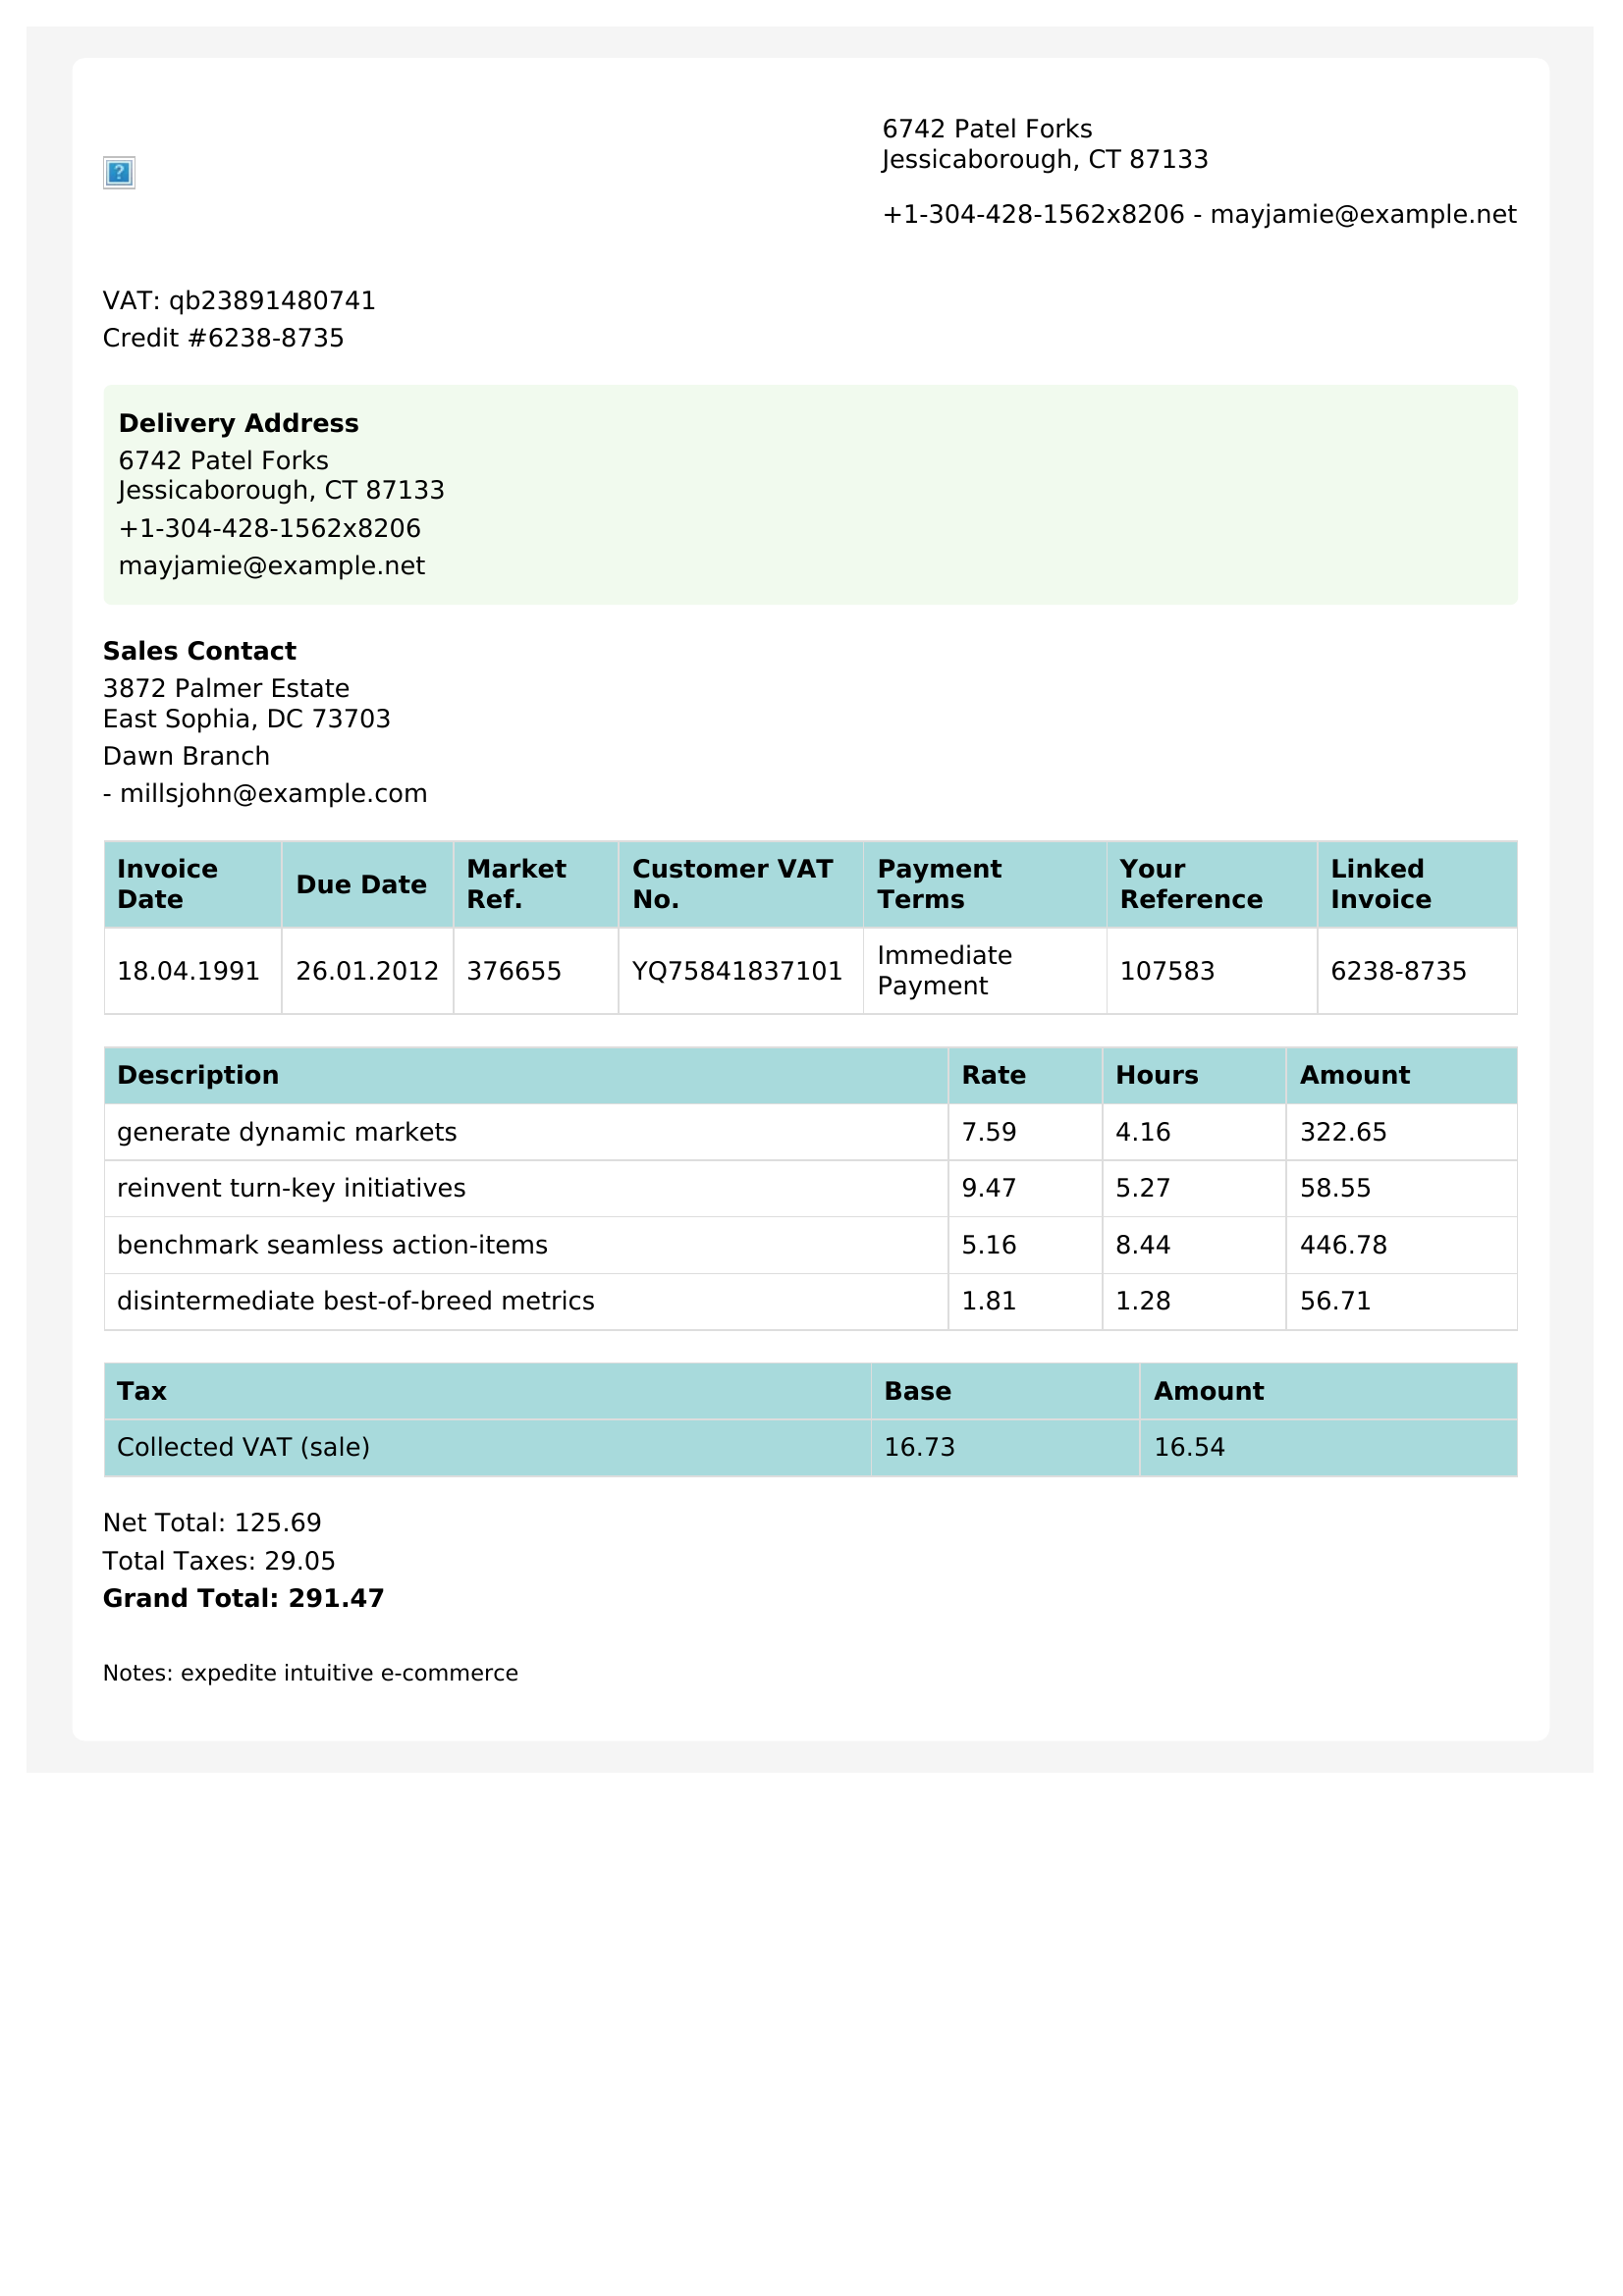 6742 Patel Forks
Jessicaborough, CT 87133
+1-304-428-1562x8206 - mayjamie@example.net
VAT: qb23891480741
Credit #6238-8735
Delivery Address
6742 Patel Forks
Jessicaborough, CT 87133
+1-304-428-1562x8206
mayjamie@example.net
Sales Contact
3872 Palmer Estate
East Sophia, DC 73703
Dawn Branch
- millsjohn@example.com
Invoice Date Due Date Market Ref. Customer VAT No. Payment Terms Your Reference Linked Invoice
18.04.1991 26.01.2012 376655 YQ75841837101 Immediate Payment 107583 6238-8735
Description Rate Hours Amount
generate dynamic markets 7.59 4.16 322.65
reinvent turn-key initiatives 9.47 5.27 58.55
benchmark seamless action-items 5.16 8.44 446.78
disintermediate best-of-breed metrics 1.81 1.28 56.71
Tax Base Amount
Collected VAT (sale) 16.73 16.54
Net Total: 125.69
Total Taxes: 29.05
Grand Total: 291.47
Notes: expedite intuitive e-commerce